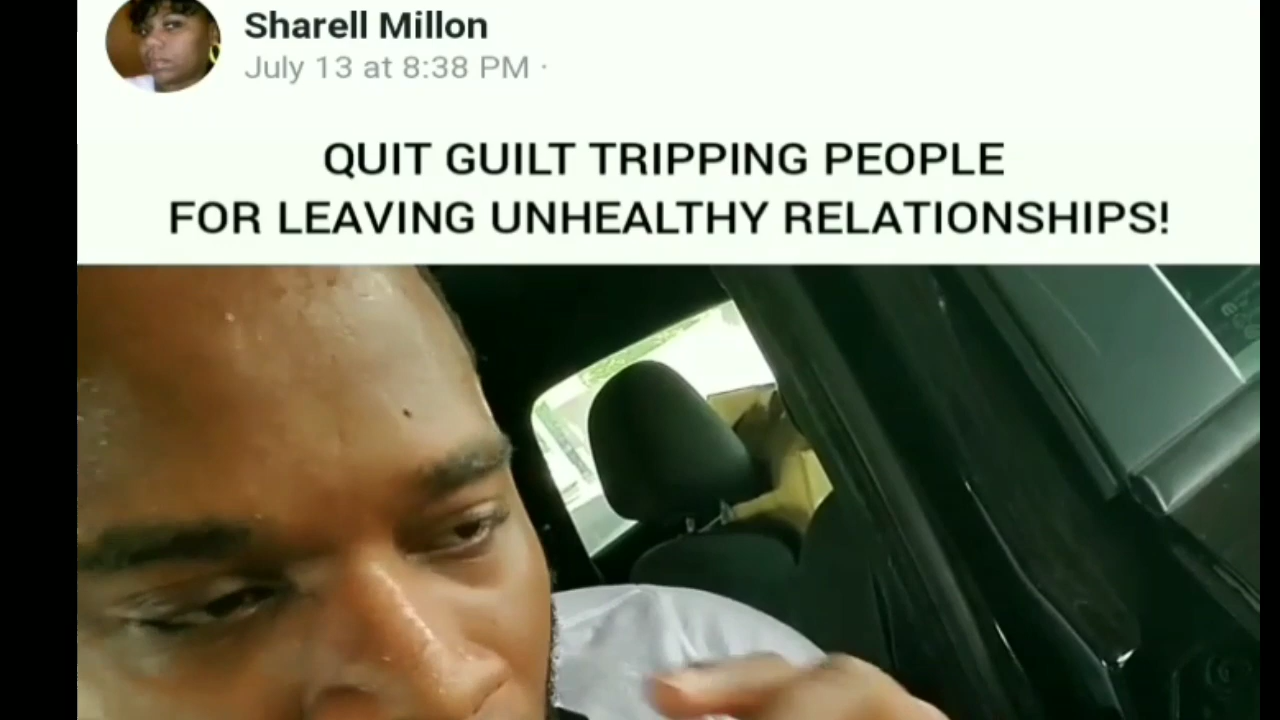 Sharell Millon
July 13 at 8:38 PM ·
QUIT GUILT TRIPPING PEOPLE
FOR LEAVING UNHEALTHY RELATIONSHIPS!